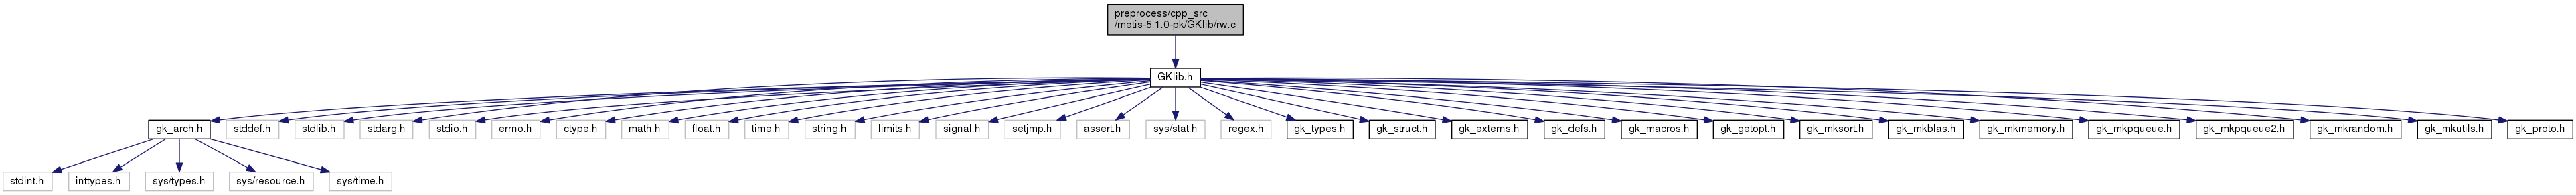 preprocess/cpp_src
/metis-5.1.0-pk/GKlib/rw.c
GKlib.h
gk_arch.h
stddef.h
stdlib.h
stdarg.h
stdio.h
errno.h
ctype.h
math.h
float.h
time.h
string.h
limits.h
signal.h
setjmp.h
assert.h
sys/stat.h
regex.h
gk_types.h
gk_struct.h
gk_externs.h
gk_defs.h
gk_macros.h
gk_getopt.h
gk_mksort.h
gk_mkblas.h
gk_mkmemory.h
gk_mkpqueue.h
gk_mkpqueue2.h
gk_mkrandom.h
gk_mkutils.h
gk_proto.h
stdint.h
inttypes.h
sys/types.h
sys/resource.h
sys/time.h